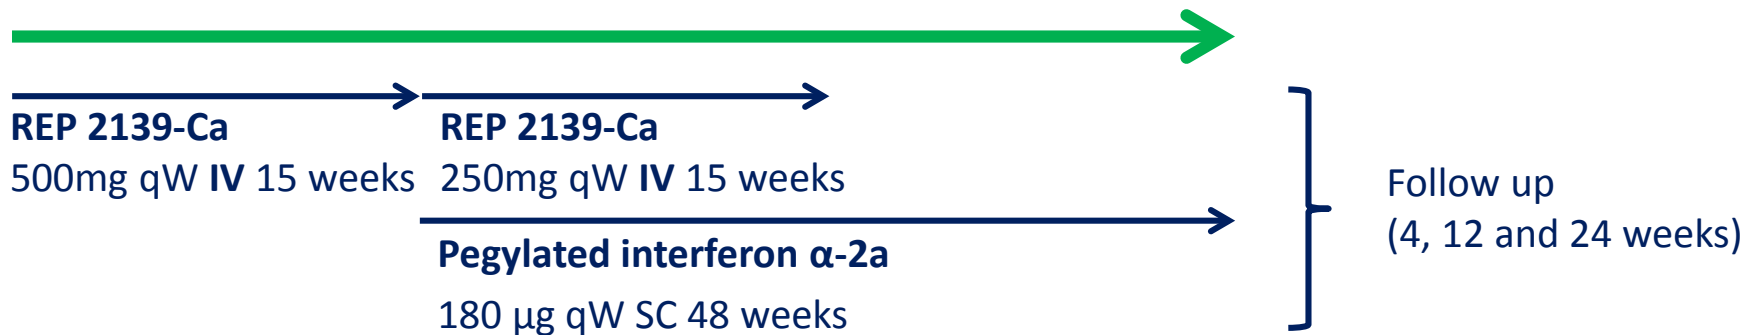 REP 2139-Ca
500mg qW IV 15 weeks
REP 2139-Ca
250mg qW IV 15 weeks
Pegylated interferon α-2a
180 μg qW SC 48 weeks
Follow up
(4, 12 and 24 weeks)